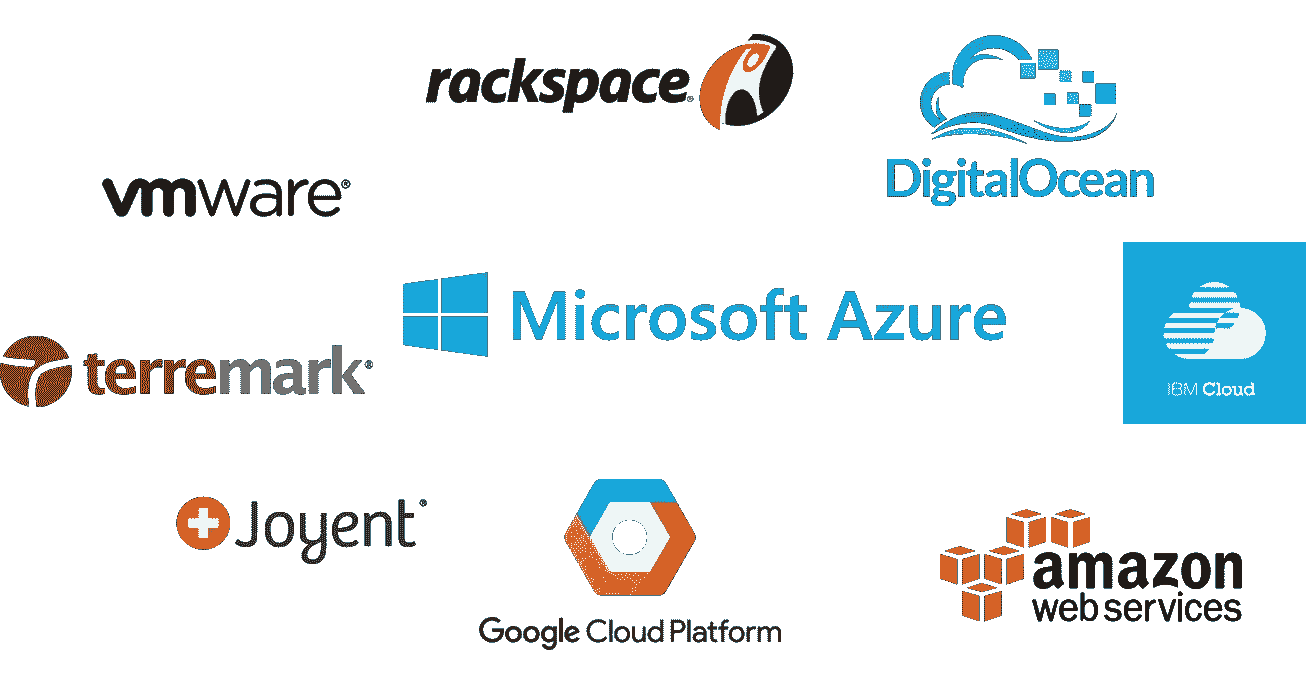 rackspace®
DigitalOcean
vmware®
Microsoft Azure
IBM Cloud
terremark®
Joyent®
Google Cloud Platform
amazon
web services